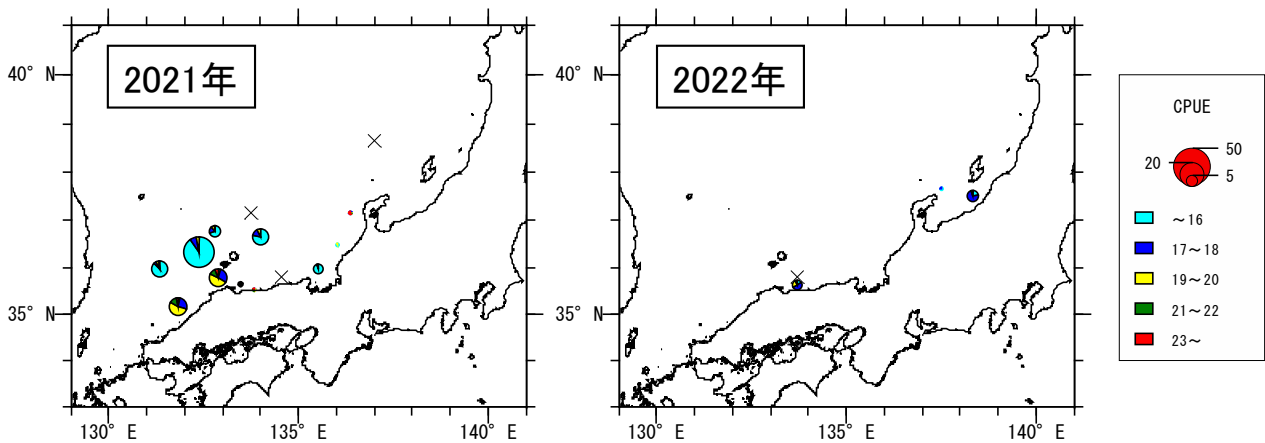 2021年
40° N
35° N
130° E
135° E
140° E
2022年
40° N
35° N
130° E
135° E
140° E
CPUE
20
50
5
～16
17～18
19～20
21～22
23～